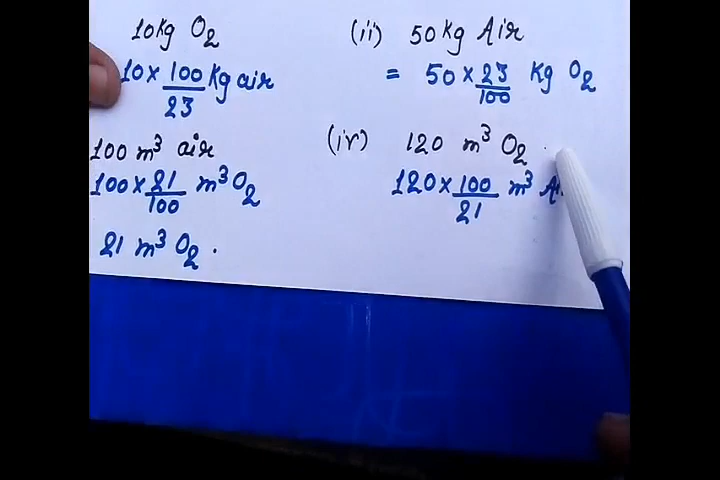 10kg O2
10 × 100/23 kg air
(ii) 50 kg Air
= 50 × 23/100 kg O2
100 m³ air
100 × 21/100 m³ O2
21 m³ O2.
(iv) 120 m³ O2
120 × 100/21 m³